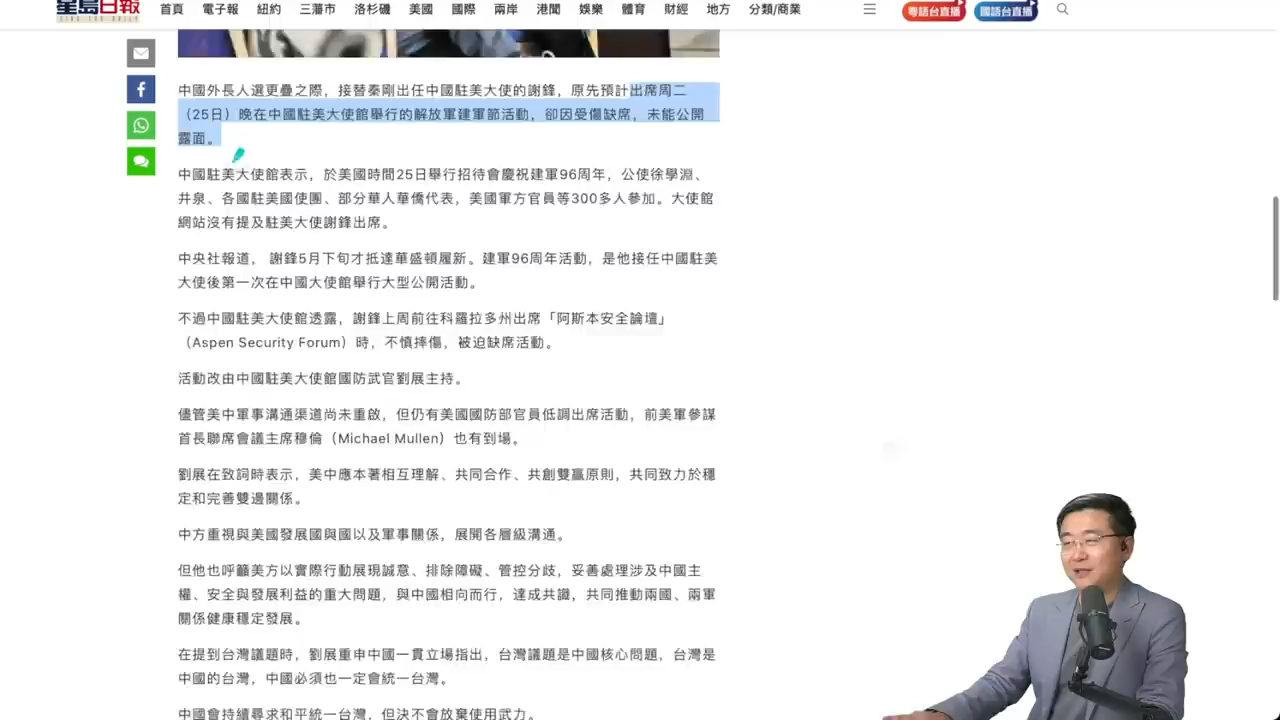 星島日報
首頁 電子報 紐約 三藩市 洛杉磯 美國 國際 兩岸 港聞 娛樂 體育 財經 地方 分類/商業 粵語台直播 國語台直播
SING TAO DAILY
中國外長人選更疊之際，接替秦剛出任中國駐美大使的謝鋒，原先預計出席周二
（25日）晚在中國駐美大使館舉行的解放軍建軍節活動，卻因受傷缺席，未能公開
露面。
中國駐美大使館表示，於美國時間25日舉行招待會慶祝建軍96周年，公使徐學淵、
井泉、各國駐美國使團、部分華人華僑代表，美國軍方官員等300多人參加。大使館
網站沒有提及駐美大使謝鋒出席。
中央社報道， 謝鋒5月下旬才抵達華盛頓履新。建軍96周年活動，是他接任中國駐美
大使後第一次在中國大使館舉行大型公開活動。
不過中國駐美大使館透露，謝鋒上周前往科羅拉多州出席「阿斯本安全論壇」
（Aspen Security Forum）時，不慎摔傷，被迫缺席活動。
活動改由中國駐美大使館國防武官劉展主持。
儘管美中軍事溝通渠道尚未重啟，但仍有美國國防部官員低調出席活動，前美軍參謀
首長聯席會議主席穆倫（Michael Mullen）也有到場。
劉展在致詞時表示，美中應本著相互理解、共同合作、共創雙贏原則，共同致力於穩
定和完善雙邊關係。
中方重視與美國發展國與國以及軍事關係，展開各層級溝通。
但他也呼籲美方以實際行動展現誠意、排除障礙、管控分歧，妥善處理涉及中國主
權、安全與發展利益的重大問題，與中國相向而行，達成共識，共同推動兩國、兩軍
關係健康穩定發展。
在提到台灣議題時，劉展重申中國一貫立場指出，台灣議題是中國核心問題，台灣是
中國的台灣，中國必須也一定會統一台灣。
中國會持續尋求和平統一台灣，但決不會放棄使用武力。